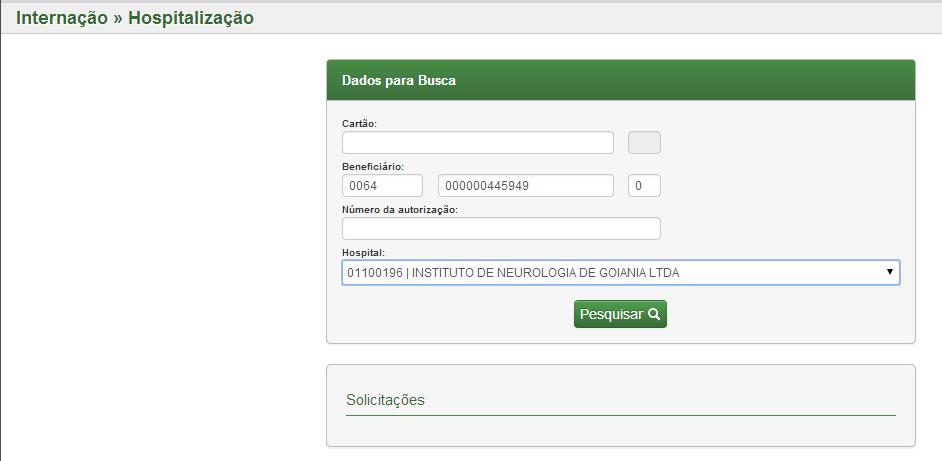 Internação » Hospitalização
Dados para Busca
Cartão:
Beneficiário:
0064 000000445949 0
Número da autorização:
Hospital:
01100196 | INSTITUTO DE NEUROLOGIA DE GOIANIA LTDA
Pesquisar
Solicitações